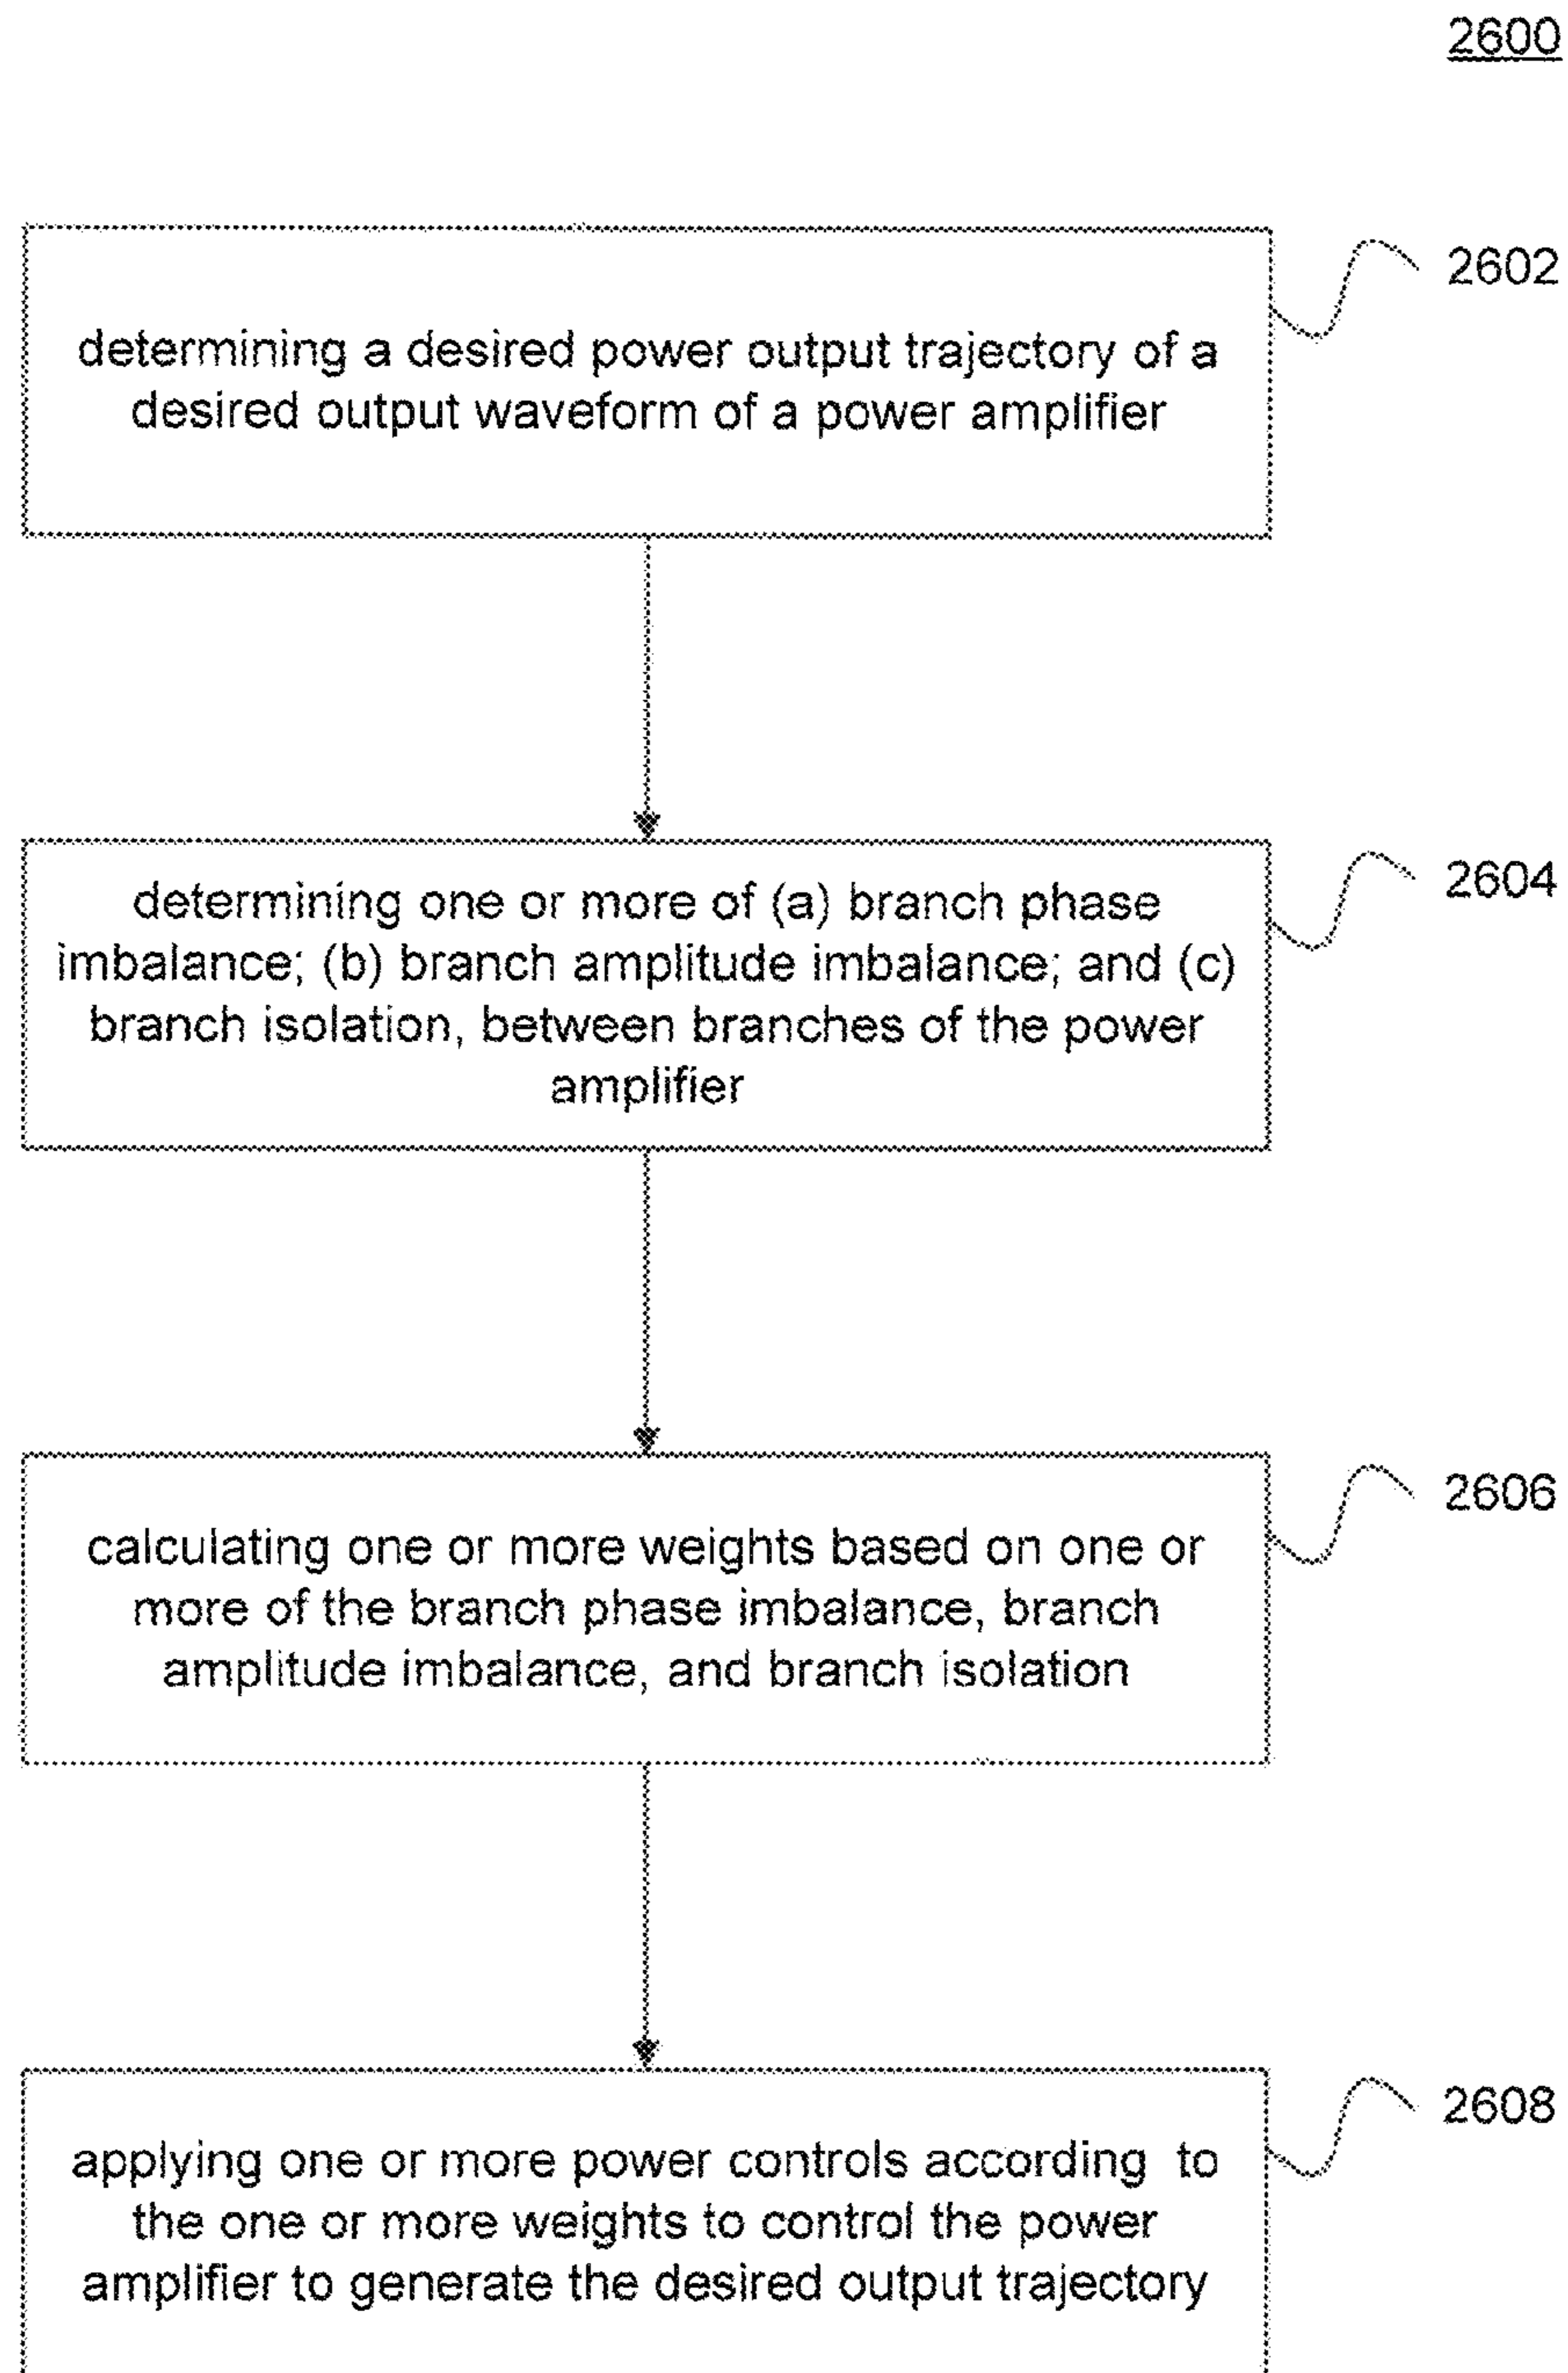 2600
2602
determining a desired power output trajectory of a
desired output waveform of a power amplifier
2604
determining one or more of (a) branch phase
imbalance; (b) branch amplitude imbalance; and (c)
branch isolation, between branches of the power
amplifier
2606
calculating one or more weights based on one or
more of the branch phase imbalance, branch
amplitude imbalance, and branch isolation
2608
applying one or more power controls according to
the one or more weights to control the power
amplifier to generate the desired output trajectory